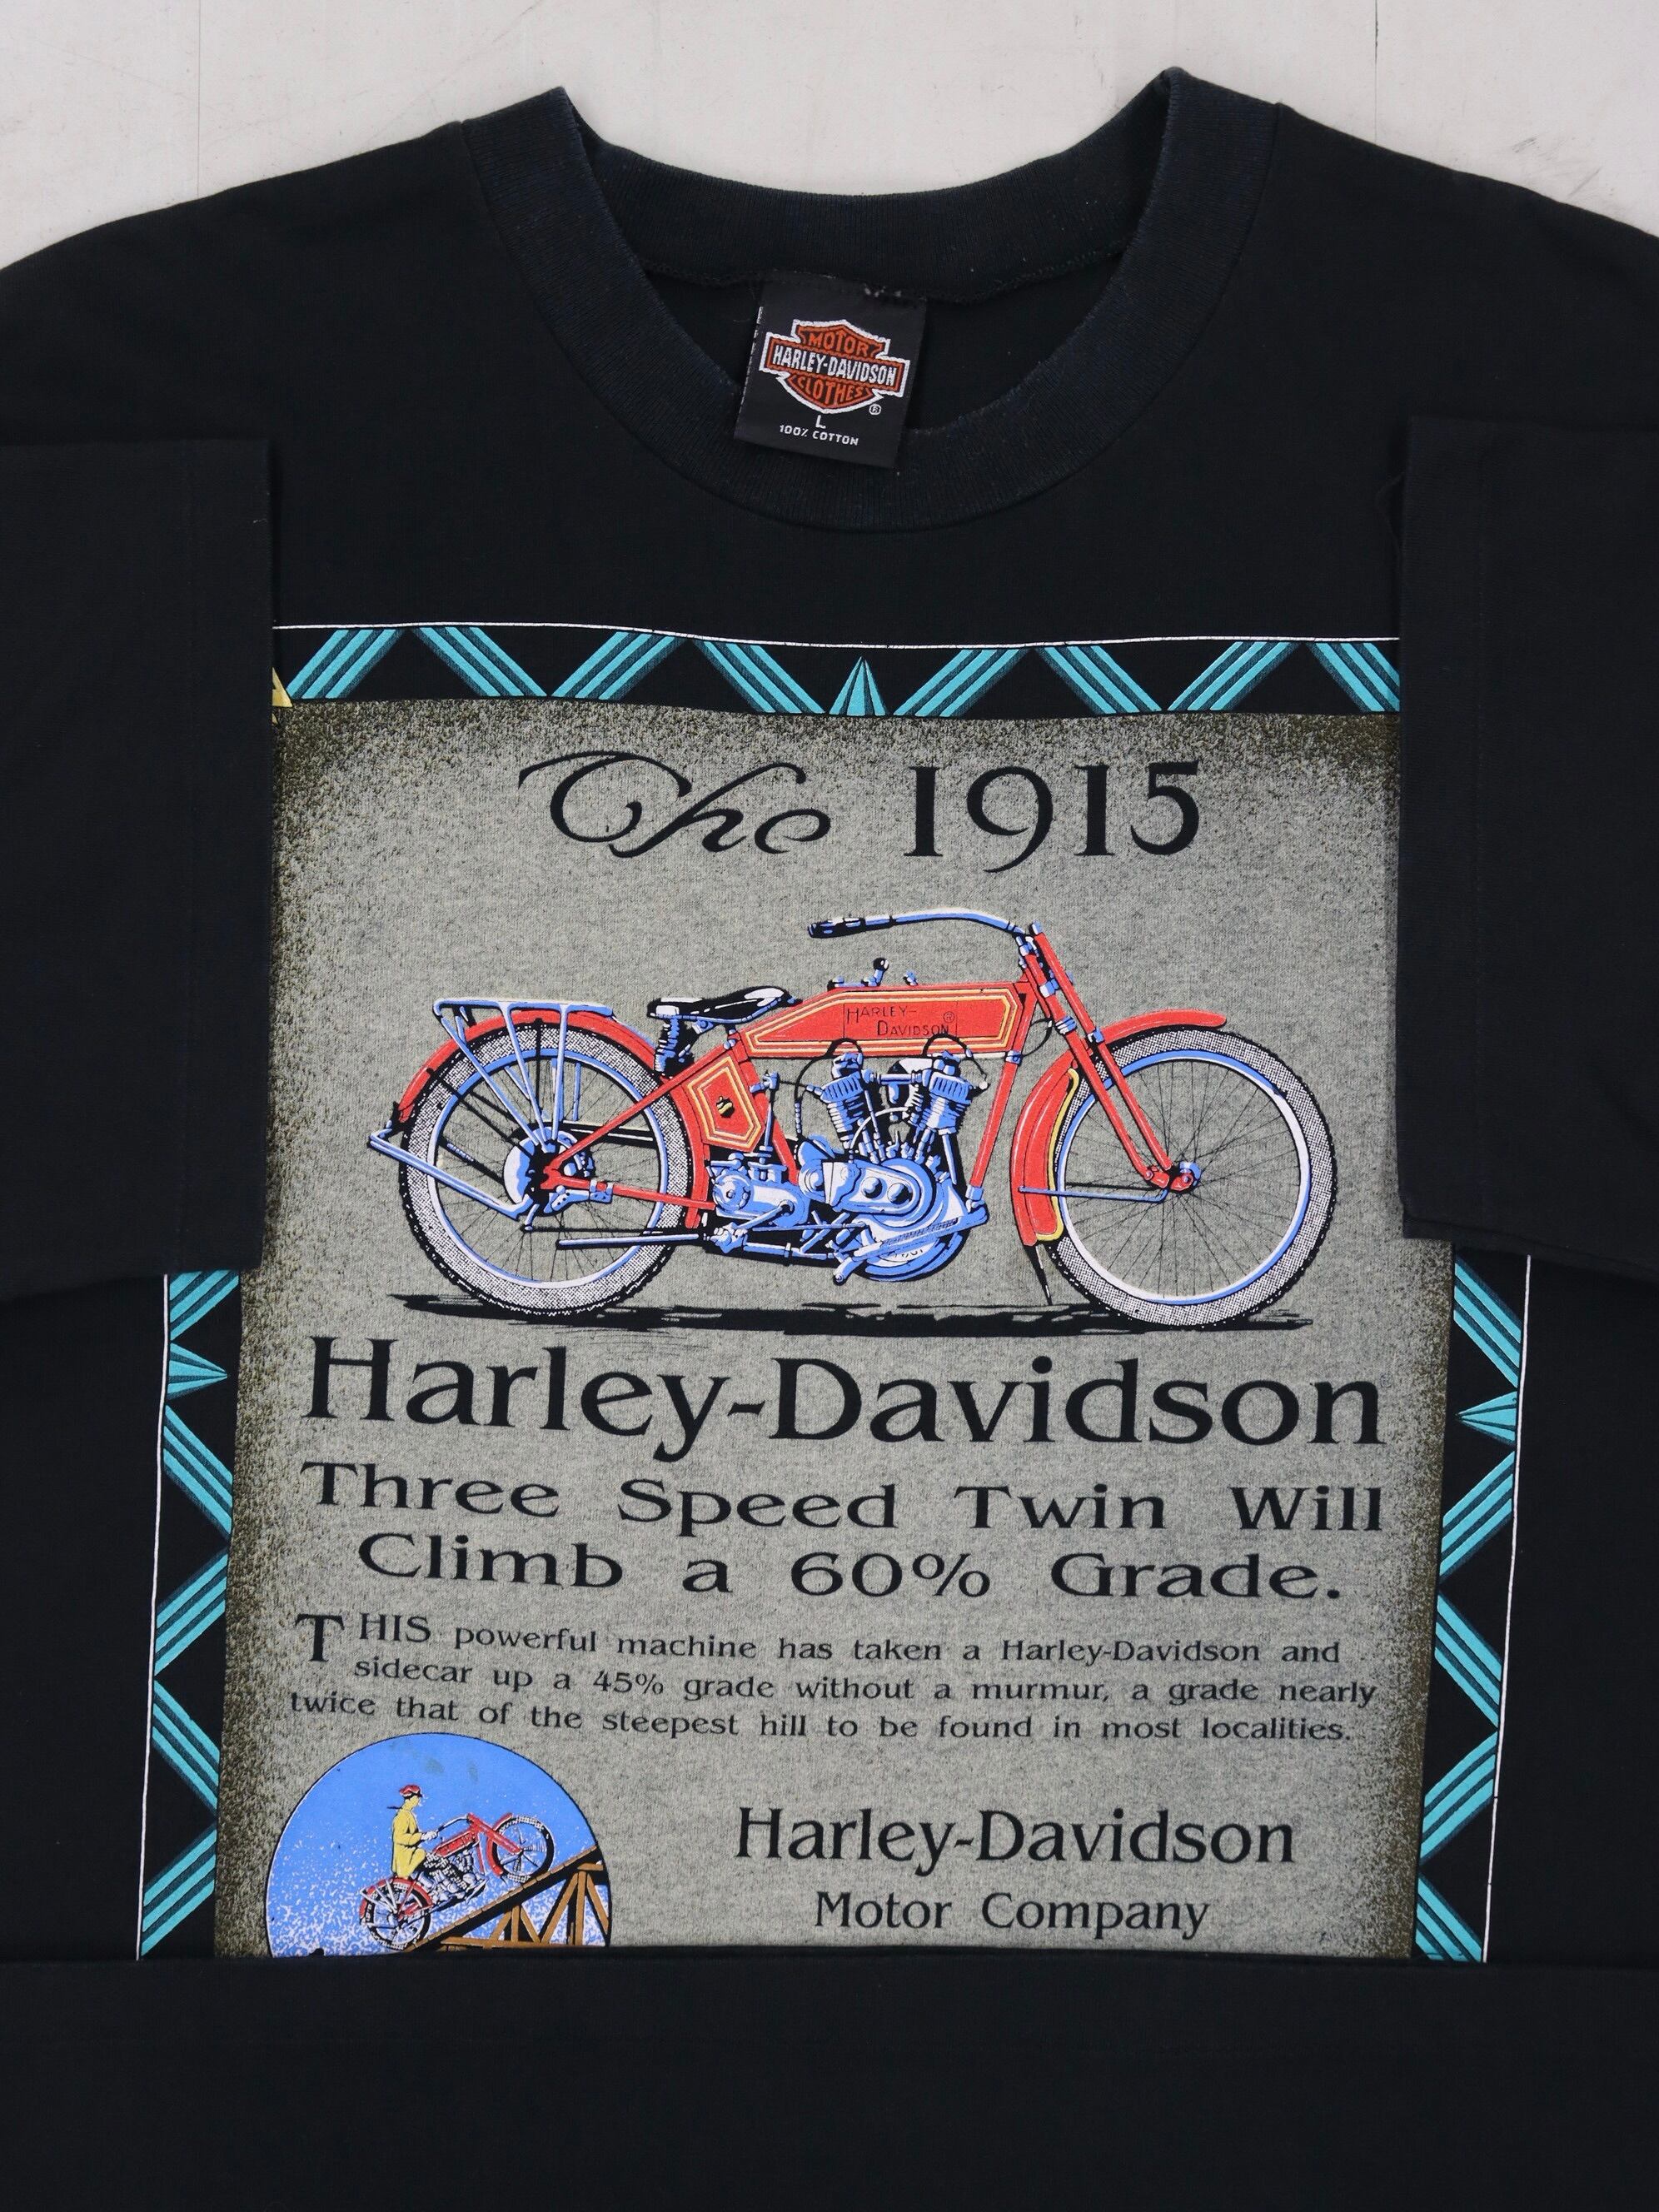 MOTOR
HARLEY-DAVIDSON
CLOTHES
®
L
100% COTTON
The 1915
HARLEY-
DAVIDSON ®
Harley-Davidson
Three Speed Twin Will
Climb a 60% Grade.
THIS powerful machine has taken a Harley-Davidson and
sidecar up a 45% grade without a murmur, a grade nearly
twice that of the steepest hill to be found in most localities.
Harley-Davidson
Motor Company